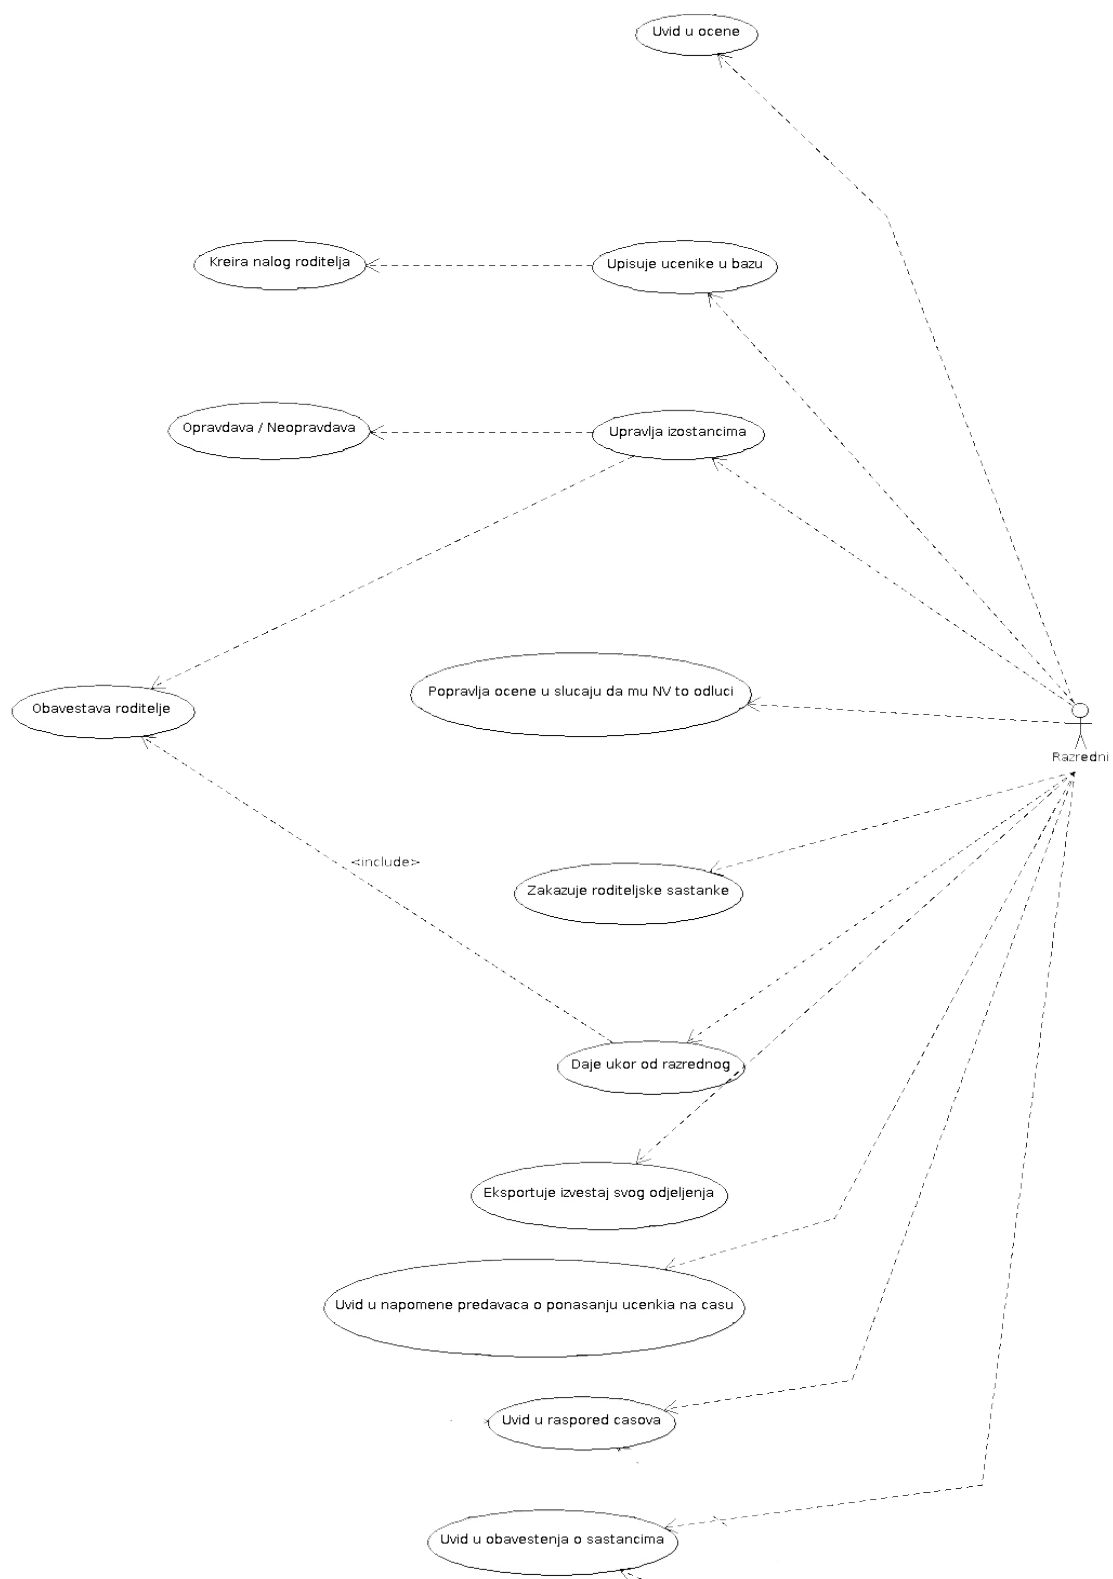 Uvid u ocene
Kreira nalog roditelja
Upisuje ucenike u bazu
Opravdava / Neopravdava
Upravlja izostancima
Popravlja ocene u slucaju da mu NV to odluci
Obavestava roditelje
Razredni
<include>
Zakazuje roditeljske sastanke
Daje ukor od razrednog
Eksportuje izvestaj svog odjeljenja
Uvid u napomene predavaca o ponasanju ucenkia na casu
Uvid u raspored casova
Uvid u obavestenja o sastancima